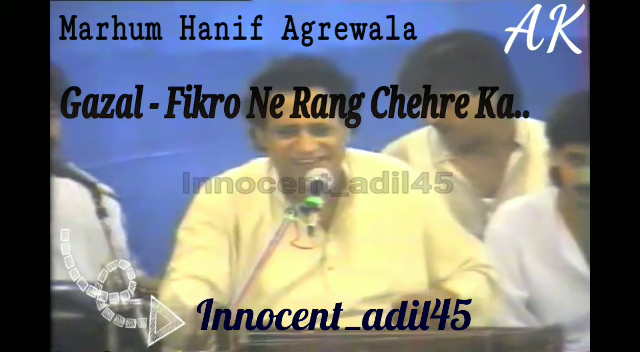 Marhum Hanif Agrewala
AK
Gazal - Fikro Ne Rang Chehre Ka..
Innocent_adil45
Innocent_adil45